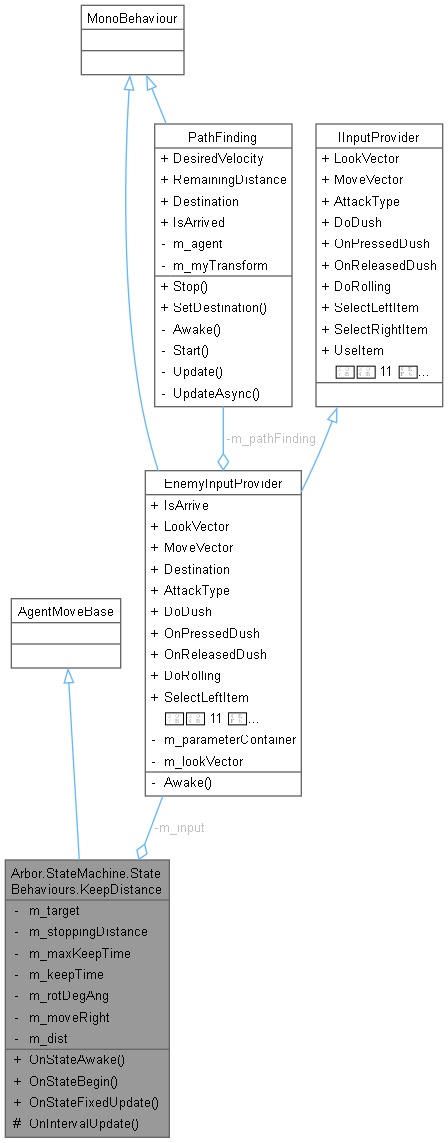 MonoBehaviour
PathFinding
+ DesiredVelocity
+ RemainingDistance
+ Destination
+ IsArrived
- m_agent
- m_myTransform
+ Stop()
+ SetDestination()
- Awake()
- Start()
- Update()
- UpdateAsync()
IInputProvider
+ LookVector
+ MoveVector
+ AttackType
+ DoDush
+ OnPressedDush
+ OnReleasedDush
+ DoRolling
+ SelectLeftItem
+ SelectRightItem
+ UseItem
11 ...
-m_pathFinding
EnemyInputProvider
+ IsArrive
+ LookVector
+ MoveVector
+ Destination
+ AttackType
+ DoDush
+ OnPressedDush
+ OnReleasedDush
+ DoRolling
+ SelectLeftItem
11 ...
- m_parameterContainer
- m_lookVector
- Awake()
AgentMoveBase
-m_input
Arbor.StateMachine.State
Behaviours.KeepDistance
- m_target
- m_stoppingDistance
- m_maxKeepTime
- m_keepTime
- m_rotDegAng
- m_moveRight
- m_dist
+ OnStateAwake()
+ OnStateBegin()
+ OnStateFixedUpdate()
# OnIntervalUpdate()